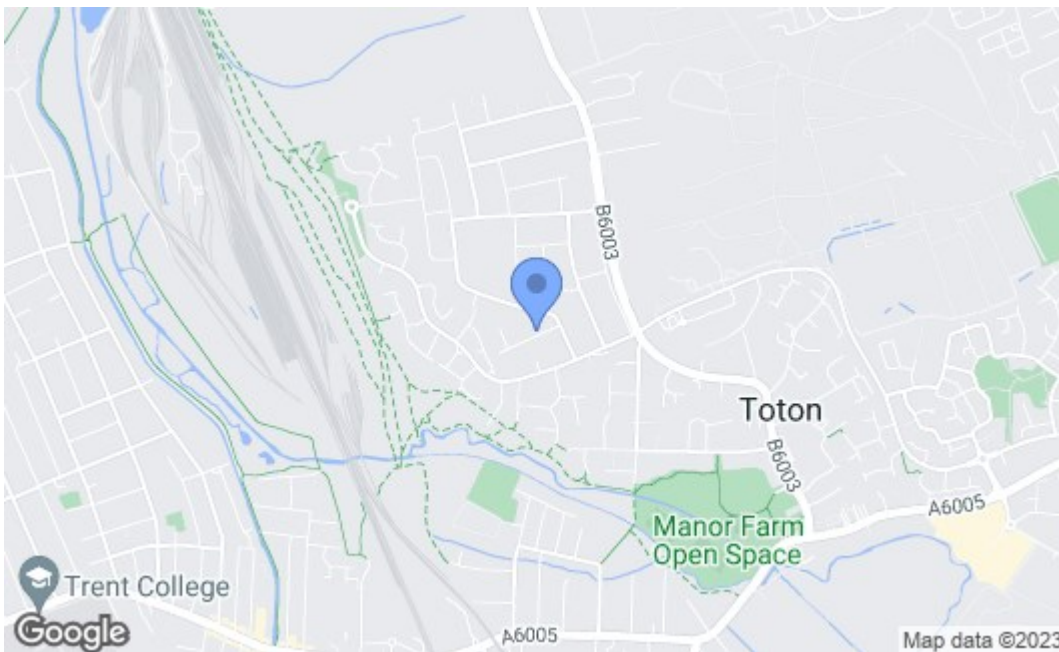 B6003
Toton
B6003
A6005
Manor Farm
Open Space
Trent College
A6005
Google
Map data ©2023